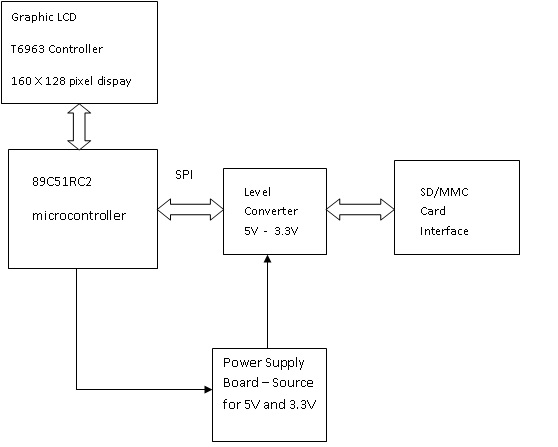 Graphic LCD
T6963 Controller
160 X 128 pixel dispay
89C51RC2
microcontroller
SPI
Level
Converter
5V - 3.3V
SD/MMC
Card
Interface
Power Supply
Board – Source
for 5V and 3.3V